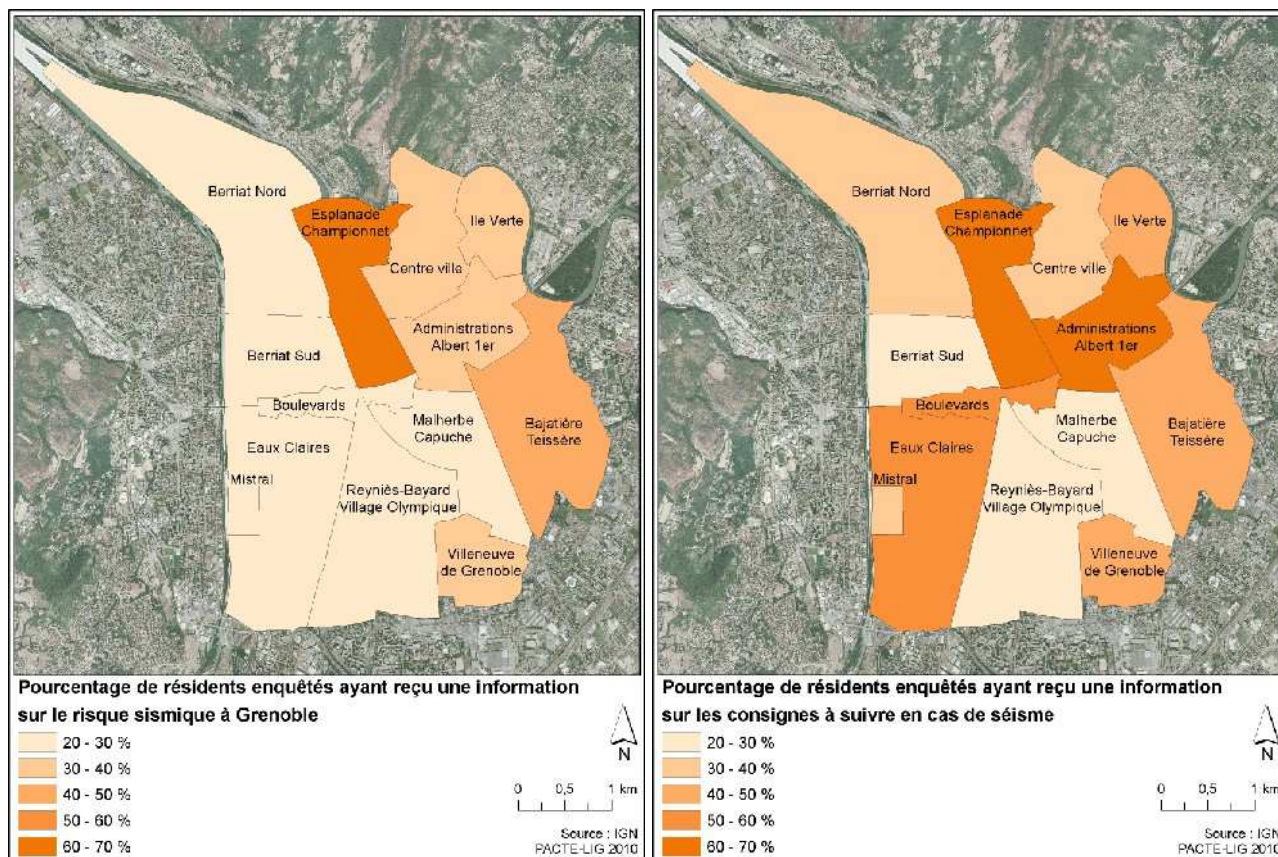 Berriat Nord
Esplanade
Championnet
Ile Verte
Centre ville
Administrations
Albert 1er
Berriat Sud
Boulevards
Malherbe
Capuche
Bajatière
Teissère
Eaux Claires
Mistral
Reyniès-Bayard
Village Olympique
Villeneuve
de Grenoble
Pourcentage de résidents enquêtés ayant reçu une information
sur le risque sismique à Grenoble
20 - 30 %
30 - 40 %
40 - 50 %
50 - 60 %
60 - 70 %
N
0 0,5 1 km
Source : IGN
PACTE-LIG 2010
Berriat Nord
Esplanade
Championnet
Ile Verte
Centre ville
Administrations
Albert 1er
Berriat Sud
Boulevards
Malherbe
Capuche
Bajatière
Teissère
Eaux Claires
Mistral
Reyniès-Bayard
Village Olympique
Villeneuve
de Grenoble
Pourcentage de résidents enquêtés ayant reçu une information
sur les consignes à suivre en cas de séisme
20 - 30 %
30 - 40 %
40 - 50 %
50 - 60 %
60 - 70 %
N
0 0,5 1 km
Source : IGN
PACTE-LIG 2010